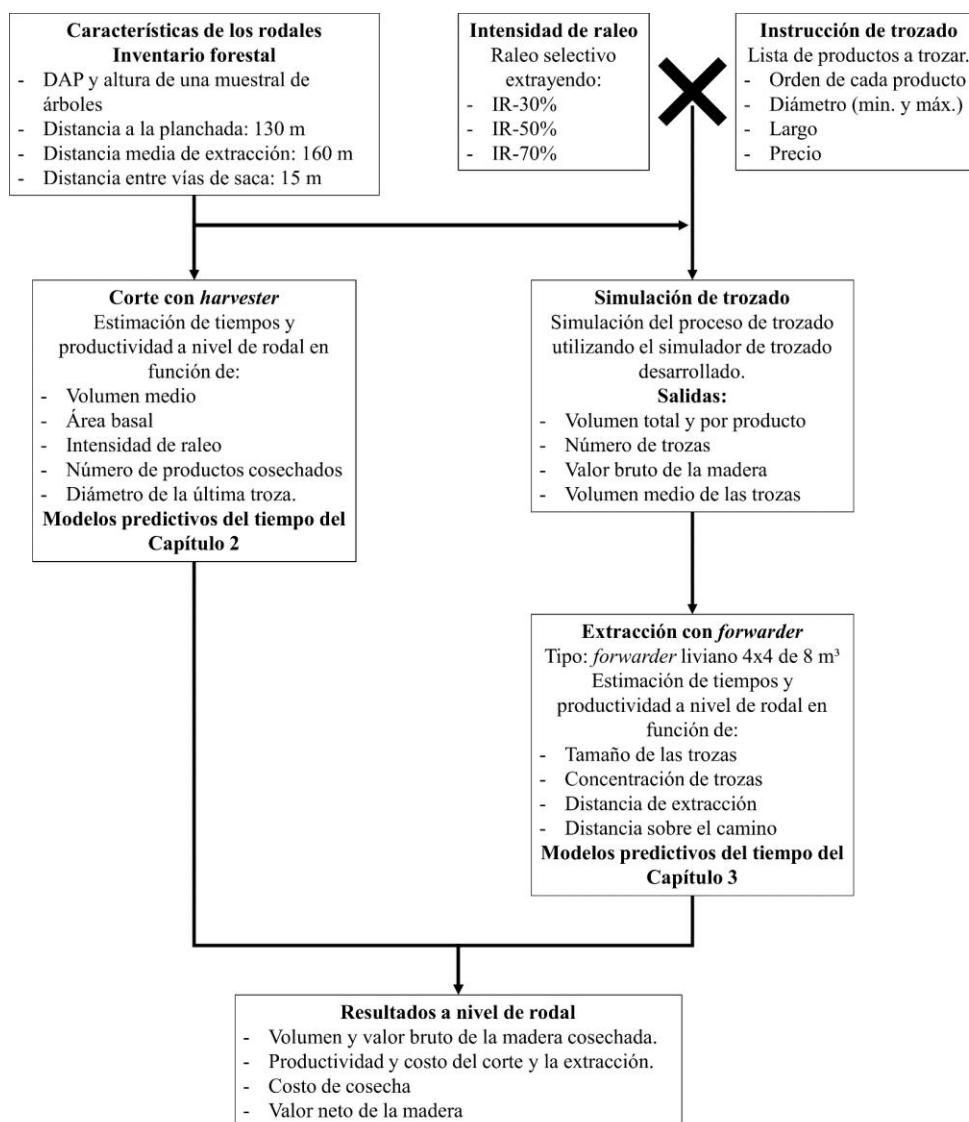 Características de los rodales
Inventario forestal
- DAP y altura de una muestral de
árboles
- Distancia a la planchada: 130 m
- Distancia media de extracción: 160 m
- Distancia entre vías de saca: 15 m
Intensidad de raleo
Raleo selectivo
extrayendo:
- IR-30%
- IR-50%
- IR-70%
Instrucción de trozado
Lista de productos a trozar.
- Orden de cada producto
- Diámetro (min. y máx.)
- Largo
- Precio
Corte con harvester
Estimación de tiempos y
productividad a nivel de rodal en
función de:
- Volumen medio
- Área basal
- Intensidad de raleo
- Número de productos cosechados
- Diámetro de la última troza.
Modelos predictivos del tiempo del
Capítulo 2
Simulación de trozado
Simulación del proceso de trozado
utilizando el simulador de trozado
desarrollado.
Salidas:
- Volumen total y por producto
- Número de trozas
- Valor bruto de la madera
- Volumen medio de las trozas
Extracción con forwarder
Tipo: forwarder liviano 4x4 de 8 m³
Estimación de tiempos y
productividad a nivel de rodal en
función de:
- Tamaño de las trozas
- Concentración de trozas
- Distancia de extracción
- Distancia sobre el camino
Modelos predictivos del tiempo del
Capítulo 3
Resultados a nivel de rodal
- Volumen y valor bruto de la madera cosechada.
- Productividad y costo del corte y la extracción.
- Costo de cosecha
- Valor neto de la madera